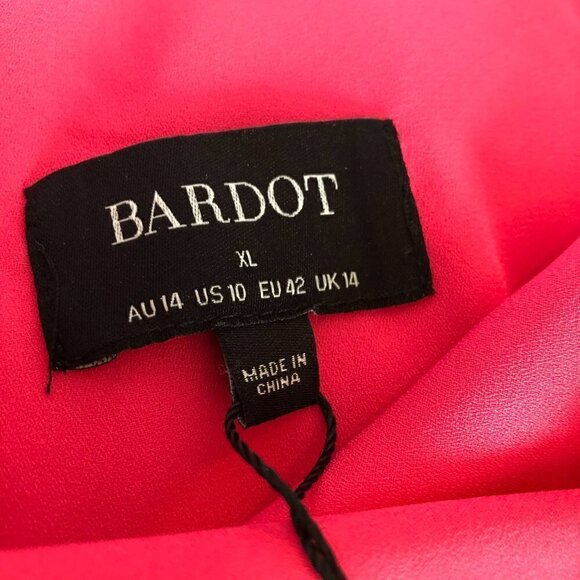 BARDOT
XL
AU 14 US 10 EU 42 UK 14
MADE IN
CHINA